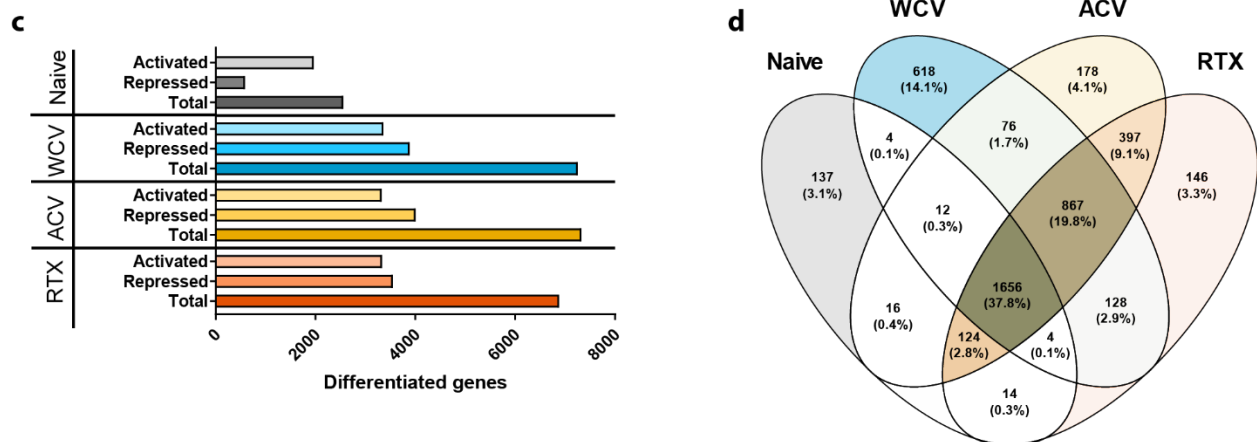 c
Naive
Activated
Repressed
Total
WCV
Activated
Repressed
Total
ACV
Activated
Repressed
Total
RTX
Activated
Repressed
Total
0
2000
4000
6000
8000
Differentiated genes
d
Naive
WCV
ACV
RTX
618
(14.1%)
178
(4.1%)
4
(0.1%)
76
(1.7%)
397
(9.1%)
137
(3.1%)
146
(3.3%)
12
(0.3%)
867
(19.8%)
16
(0.4%)
1656
(37.8%)
128
(2.9%)
124
(2.8%)
4
(0.1%)
14
(0.3%)